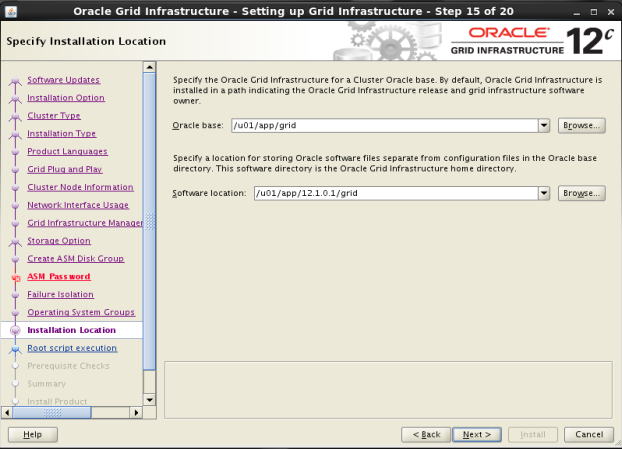 Oracle Grid Infrastructure - Setting up Grid Infrastructure - Step 15 of 20
Specify Installation Location
ORACLE
GRID INFRASTRUCTURE
12c
Software Updates
Installation Option
Cluster Type
Installation Type
Product Languages
Grid Plug and Play
Cluster Node Information
Network Interface Usage
Grid Infrastructure Manager
Storage Option
Create ASM Disk Group
ASM Password
Failure Isolation
Operating System Groups
Installation Location
Root script execution
Prerequisite Checks
Summary
Install Product
Specify the Oracle Grid Infrastructure for a Cluster Oracle base. By default, Oracle Grid Infrastructure is
installed in a path indicating the Oracle Grid Infrastructure release and grid infrastructure software
owner.
Oracle base: /u01/app/grid Browse...
Specify a location for storing Oracle software files separate from configuration files in the Oracle base
directory. This software directory is the Oracle Grid Infrastructure home directory.
Software location: /u01/app/12.1.0.1/grid Browse...
Help < Back Next > Install Cancel